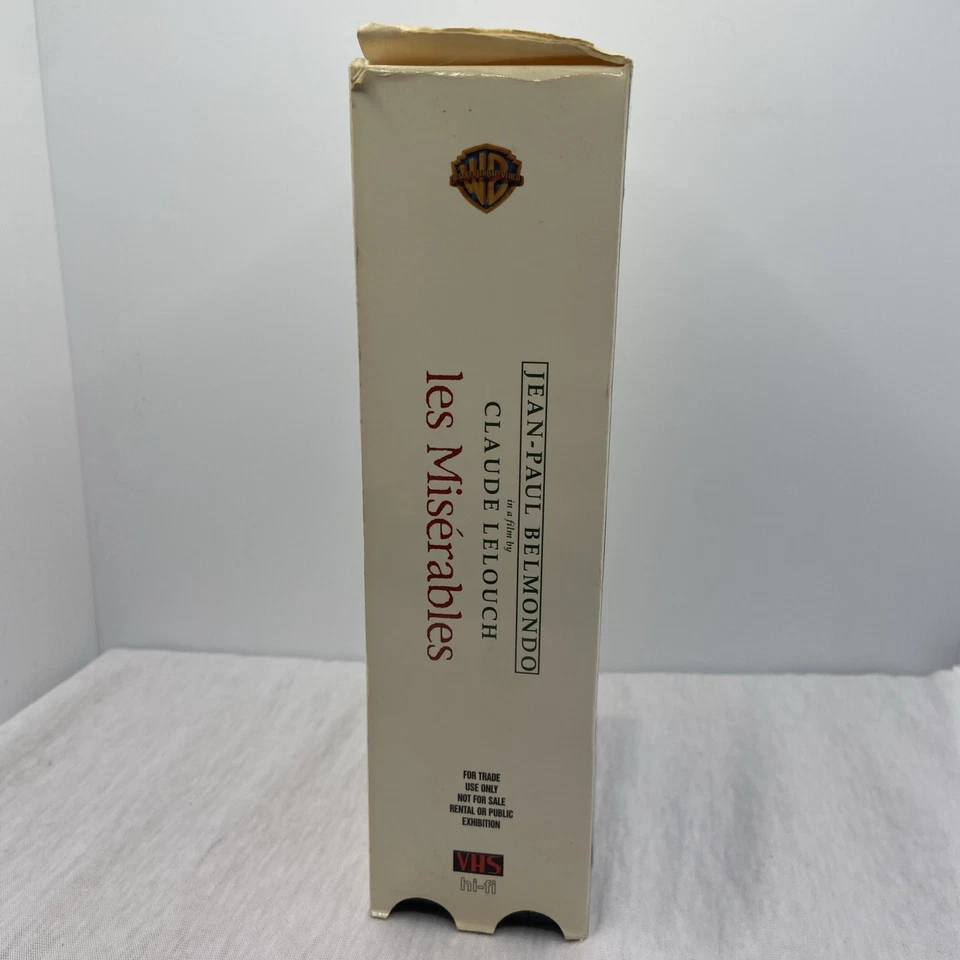 WB
JEAN-PAUL BELMONDO
in a film by
CLAUDE LELOUCH
les Misérables
FOR TRADE
USE ONLY
NOT FOR SALE
RENTAL OR PUBLIC
EXHIBITION
VHS
hi-fi